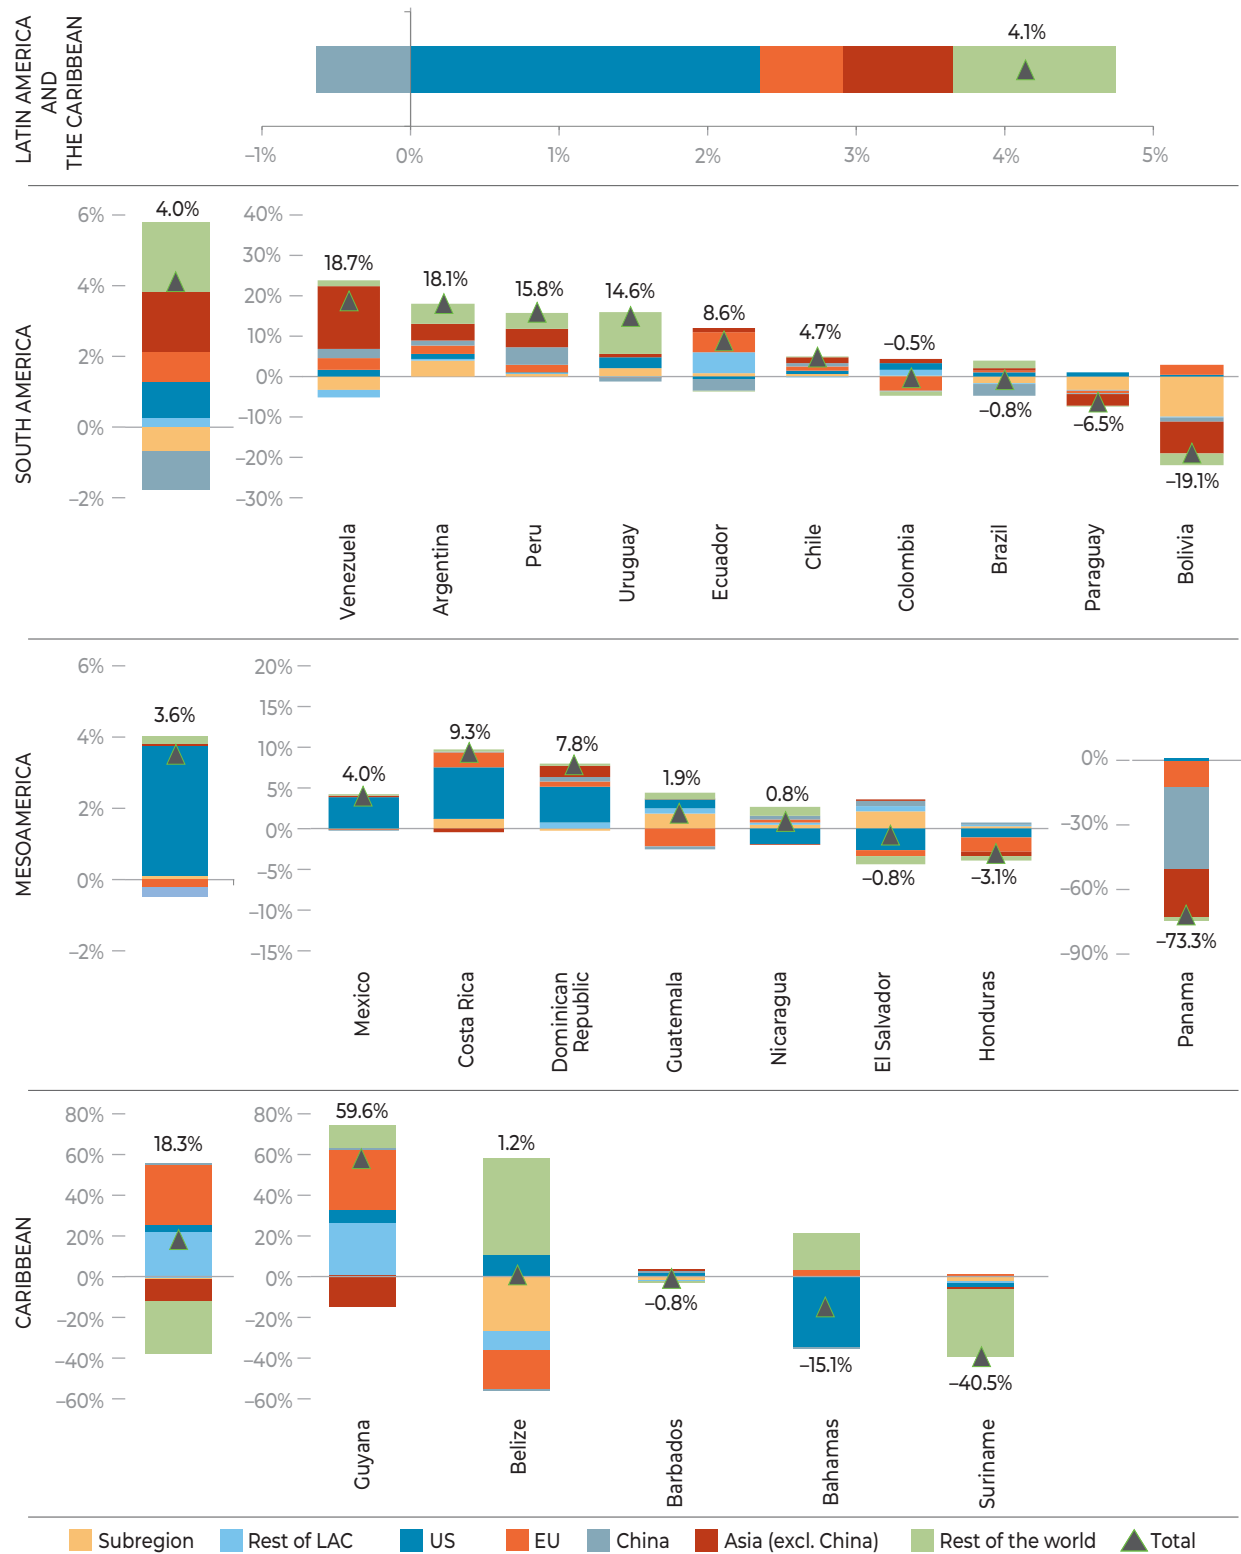 LATIN AMERICA
AND
THE CARIBBEAN
4.1%
–1%
0%
1%
2%
3%
4%
5%
SOUTH AMERICA
6%
4%
2%
0%
–2%
4.0%
40%
30%
20%
10%
0%
–10%
–20%
–30%
18.7%
18.1%
15.8%
14.6%
8.6%
4.7%
–0.5%
–0.8%
–6.5%
–19.1%
Venezuela
Argentina
Peru
Uruguay
Ecuador
Chile
Colombia
Brazil
Paraguay
Bolivia
MESOAMERICA
6%
4%
2%
0%
–2%
3.6%
20%
15%
10%
5%
0%
–5%
–10%
–15%
4.0%
9.3%
7.8%
1.9%
0.8%
–0.8%
–3.1%
0%
–30%
–60%
–90%
–73.3%
Mexico
Costa Rica
Dominican
Republic
Guatemala
Nicaragua
El Salvador
Honduras
Panama
CARIBBEAN
80%
60%
40%
20%
0%
–20%
–40%
–60%
18.3%
80%
60%
40%
20%
0%
–20%
–40%
–60%
59.6%
1.2%
–0.8%
–15.1%
–40.5%
Guyana
Belize
Barbados
Bahamas
Suriname
Subregion
Rest of LAC
US
EU
China
Asia (excl. China)
Rest of the world
Total